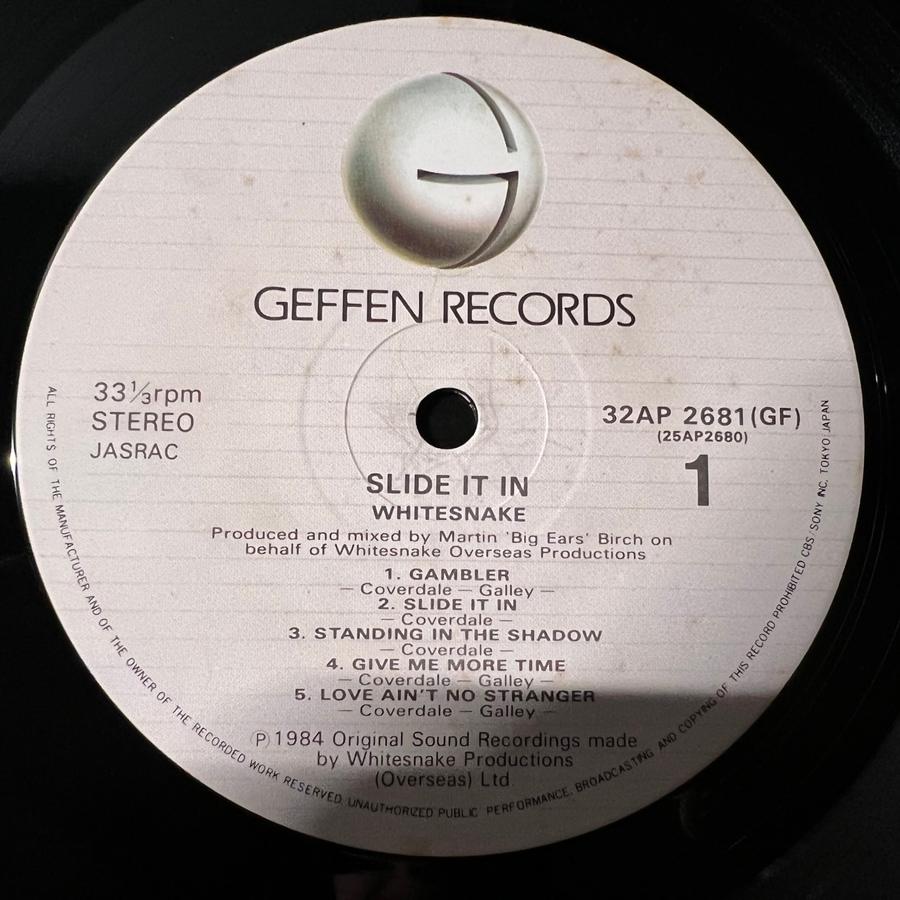 GEFFEN RECORDS
33⅓rpm
STEREO
JASRAC
32AP 2681(GF)
(25AP2680)
1
SLIDE IT IN
WHITESNAKE
Produced and mixed by Martin 'Big Ears' Birch on
behalf of Whitesnake Overseas Productions
1. GAMBLER
— Coverdale — Galley —
2. SLIDE IT IN
— Coverdale —
3. STANDING IN THE SHADOW
— Coverdale —
4. GIVE ME MORE TIME
— Coverdale — Galley —
5. LOVE AIN'T NO STRANGER
— Coverdale — Galley —
Ⓟ1984 Original Sound Recordings made
by Whitesnake Productions
(Overseas) Ltd
ALL RIGHTS OF THE MANUFACTURER AND OF THE OWNER OF THE RECORDED WORK RESERVED. UNAUTHORIZED PUBLIC PERFORMANCE, BROADCASTING AND COPYING OF THIS RECORD PROHIBITED CBS/SONY INC. TOKYO JAPAN